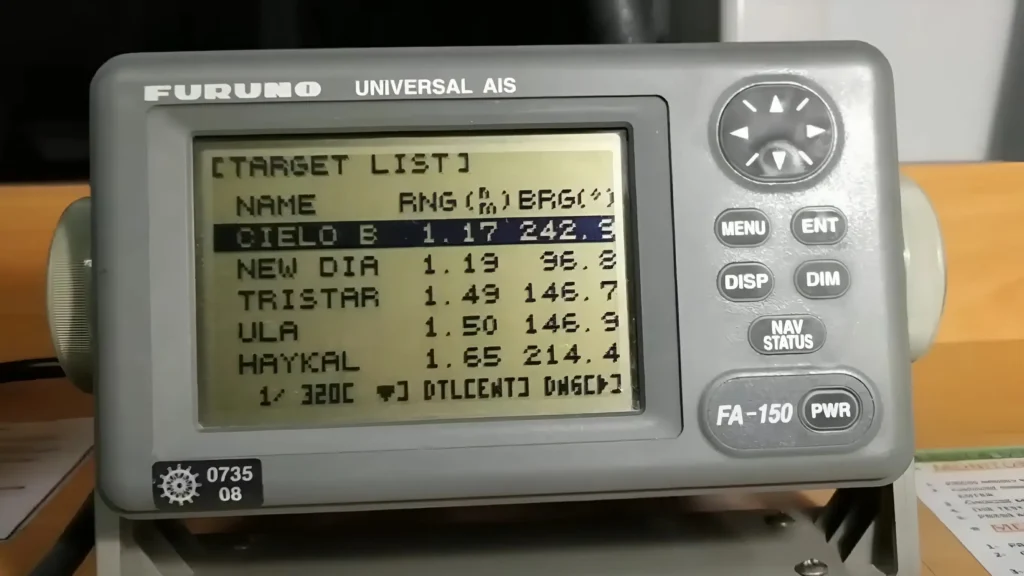 FURUNO UNIVERSAL AIS
[TARGET LIST]
NAME RNG(nm) BRG(°)
CIELO B 1.17 242.9
NEW DIA 1.19 96.8
TRISTAR 1.49 146.7
ULA 1.50 146.9
HAYKAL 1.65 214.4
1/ 320[ ▼] DTL[ENT] DNG[▶]
MENU ENT
DISP DIM
NAV
STATUS
FA-150 PWR
0735
08